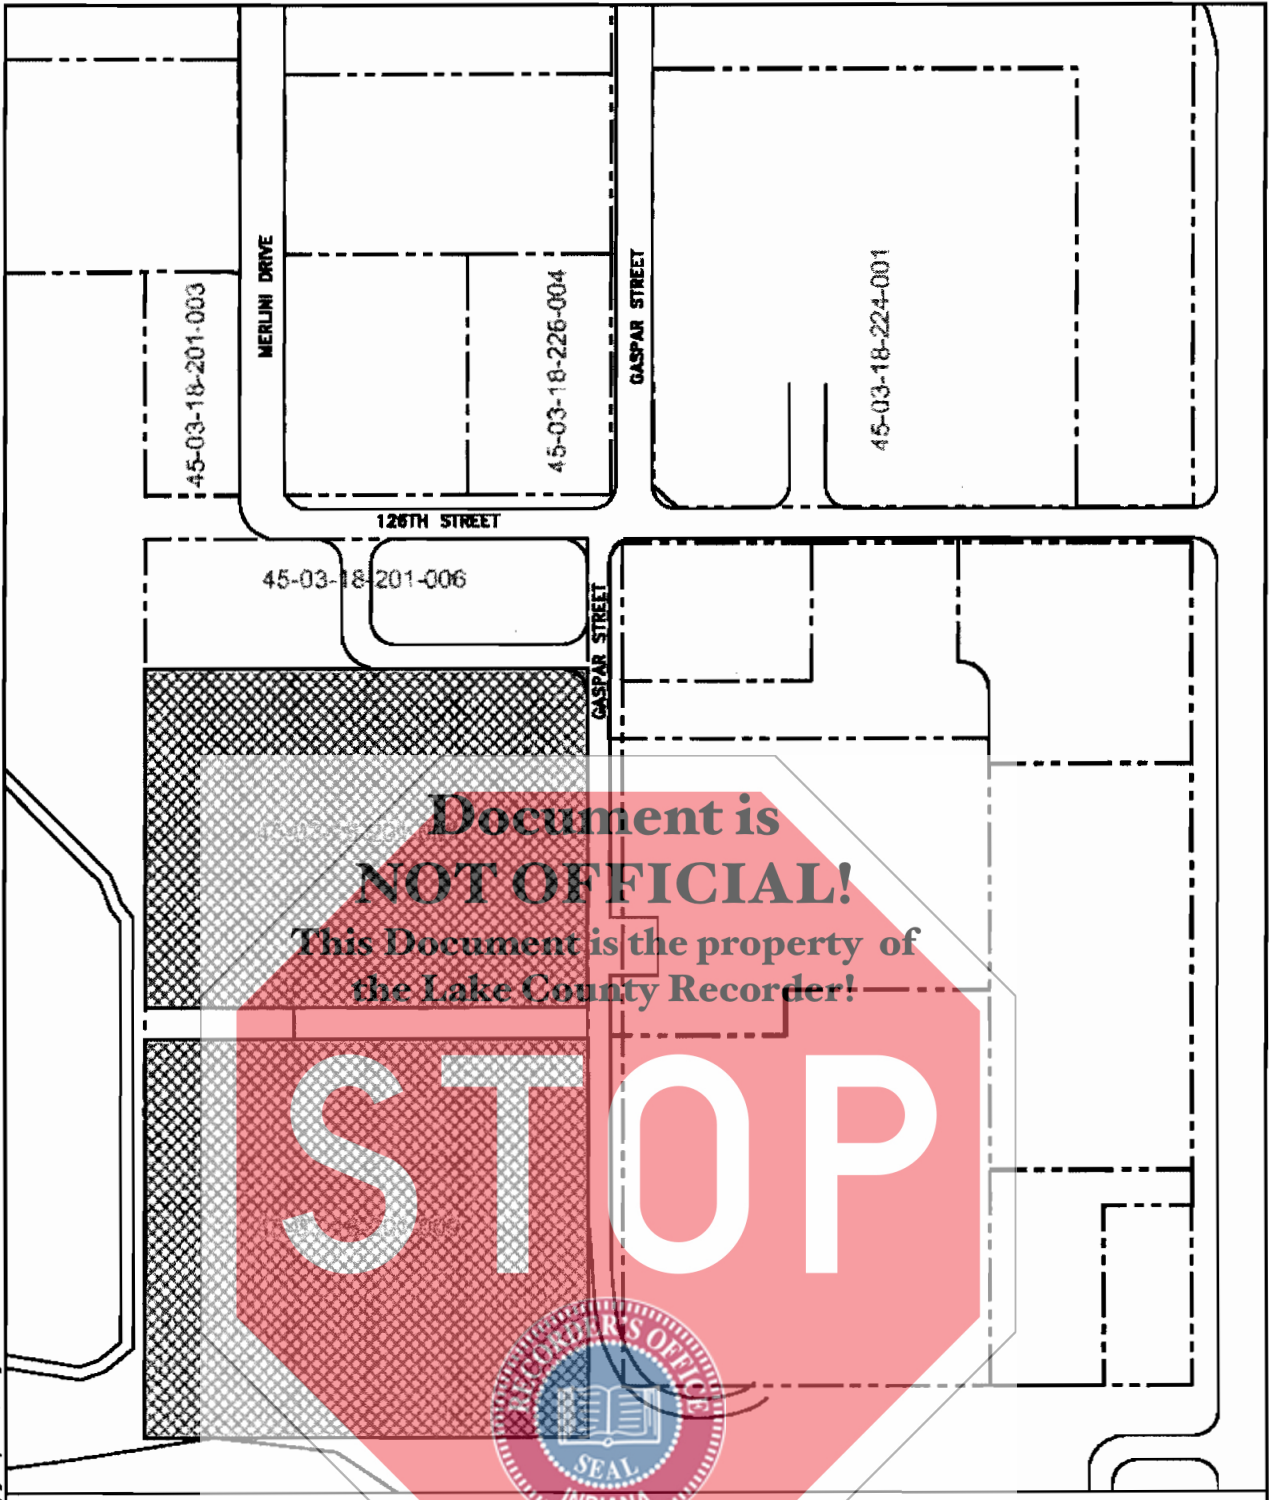 MERLINI DRIVE
GASPAR STREET
45-03-18-201-003
45-03-18-226-004
45-03-18-224-001
126TH STREET
45-03-18-201-006
GASPAR STREET
Document is
NOT OFFICIAL!
This Document is the property of
the Lake County Recorder!
STOP
RECORDER'S OFFICE
SEAL
INDIANA